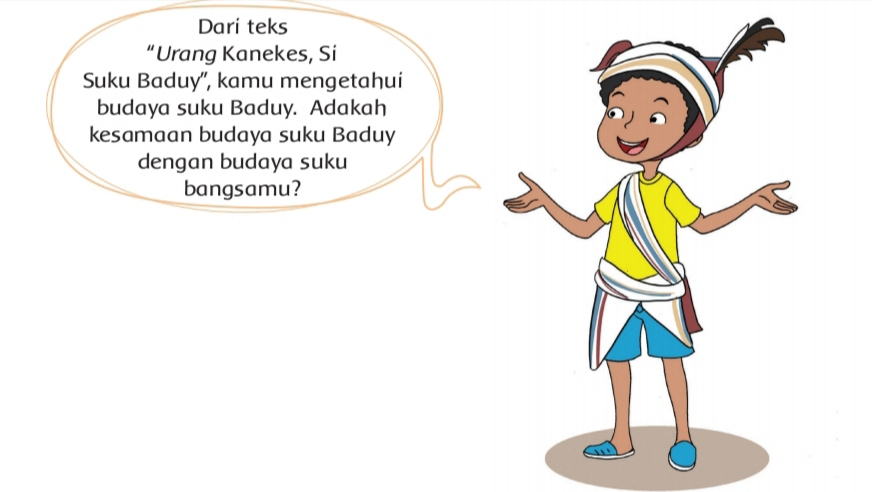 Dari teks
“Urang Kanekes, Si
Suku Baduy”, kamu mengetahui
budaya suku Baduy. Adakah
kesamaan budaya suku Baduy
dengan budaya suku
bangsamu?